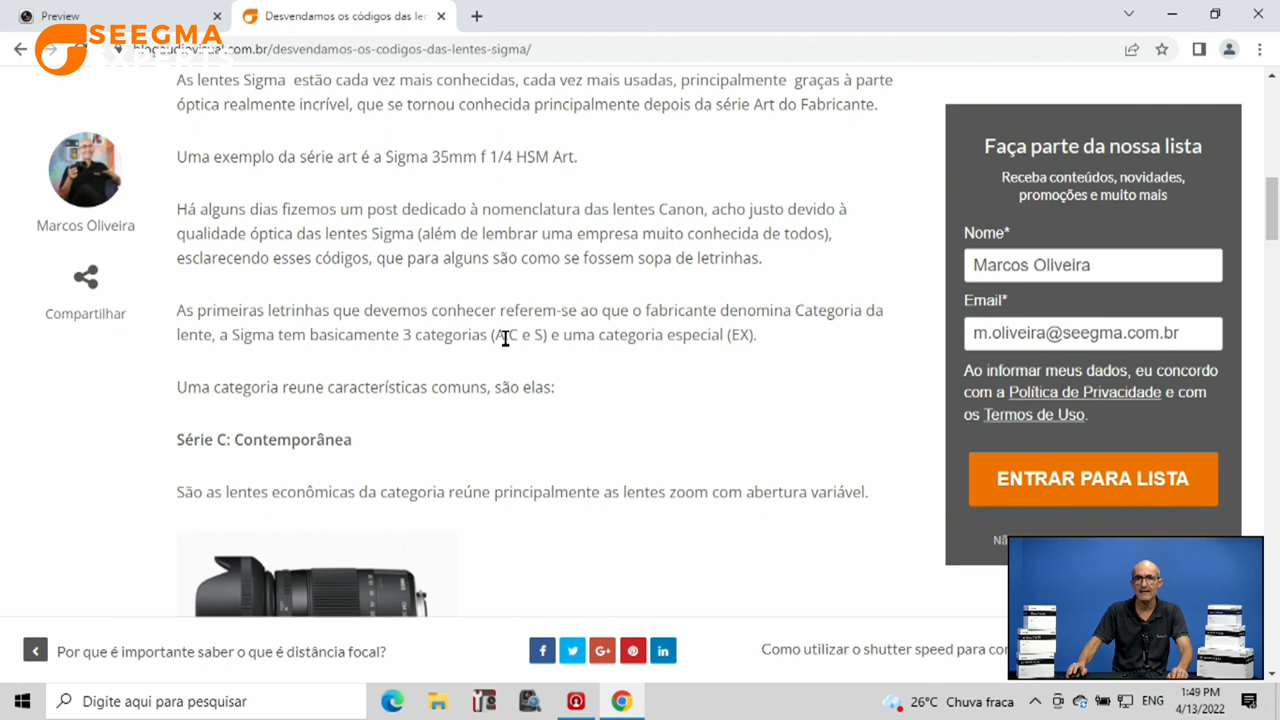 Preview
Desvendamos os códigos das len
SEEGMA
blogaudiovisual.com.br/desvendamos-os-codigos-das-lentes-sigma/
EXPERTS
As lentes Sigma estão cada vez mais conhecidas, cada vez mais usadas, principalmente graças à parte
óptica realmente incrível, que se tornou conhecida principalmente depois da série Art do Fabricante.
Uma exemplo da série art é a Sigma 35mm f 1/4 HSM Art.
Há alguns dias fizemos um post dedicado à nomenclatura das lentes Canon, acho justo devido à
qualidade óptica das lentes Sigma (além de lembrar uma empresa muito conhecida de todos),
esclarecendo esses códigos, que para alguns são como se fossem sopa de letrinhas.
As primeiras letrinhas que devemos conhecer referem-se ao que o fabricante denomina Categoria da
lente, a Sigma tem basicamente 3 categorias (A,C e S) e uma categoria especial (EX).
Uma categoria reune características comuns, são elas:
Série C: Contemporânea
São as lentes econômicas da categoria reúne principalmente as lentes zoom com abertura variável.
Marcos Oliveira
Compartilhar
Faça parte da nossa lista
Receba conteúdos, novidades,
promoções e muito mais
Nome*
Marcos Oliveira
Email*
m.oliveira@seegma.com.br
Ao informar meus dados, eu concordo
com a Política de Privacidade e com
os Termos de Uso.
ENTRAR PARA LISTA
Por que é importante saber o que é distância focal?
Como utilizar o shutter speed para con
Digite aqui para pesquisar
26°C Chuva fraca
ENG
1:49 PM
4/13/2022